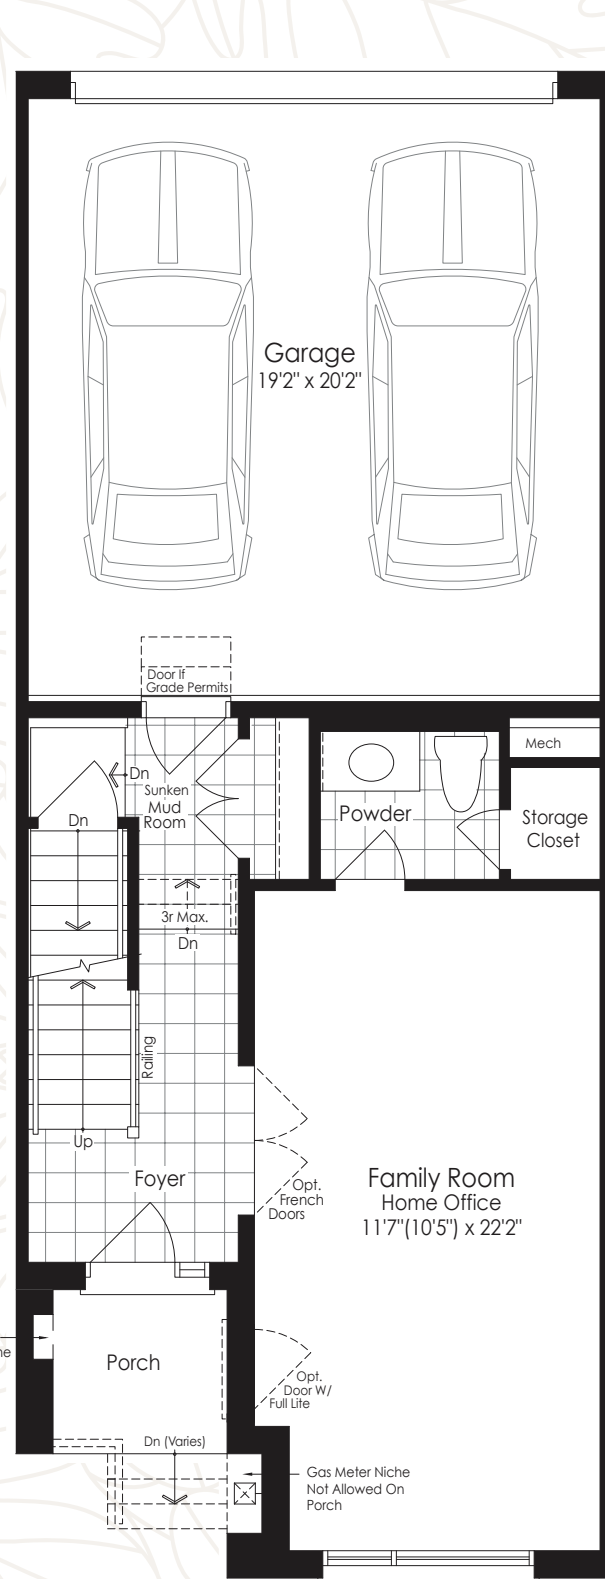 Garage
19'2" x 20'2"
Door If
Grade Permits
Dn
Sunken
Mud
Room
Dn
Mech
Powder
Storage
Closet
3r Max.
Dn
Railing
Up
Foyer
Opt.
French
Doors
Family Room
Home Office
11'7"(10'5") x 22'2"
Porch
Opt.
Door W/
Full Lite
Dn (Varies)
Gas Meter Niche
Not Allowed On
Porch